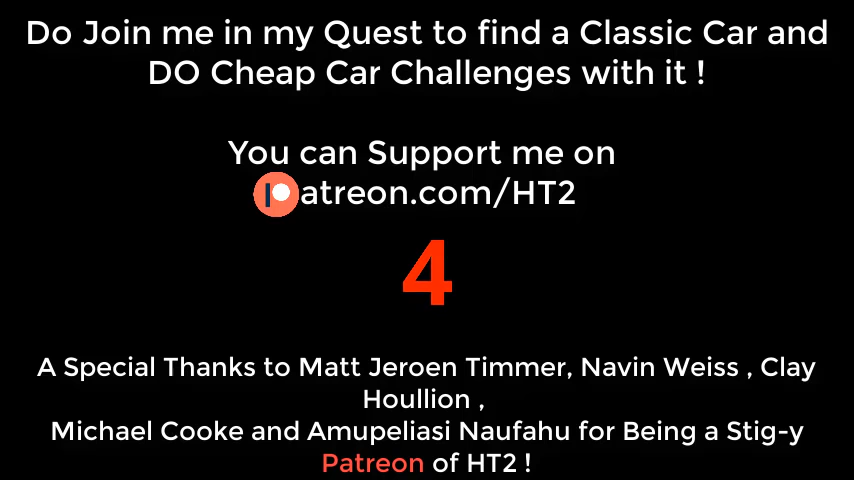 Do Join me in my Quest to find a Classic Car and
DO Cheap Car Challenges with it !
You can Support me on
Patreon.com/HT2
4
A Special Thanks to Matt Jeroen Timmer, Navin Weiss , Clay
Houllion ,
Michael Cooke and Amupeliasi Naufahu for Being a Stig-y
Patreon of HT2 !